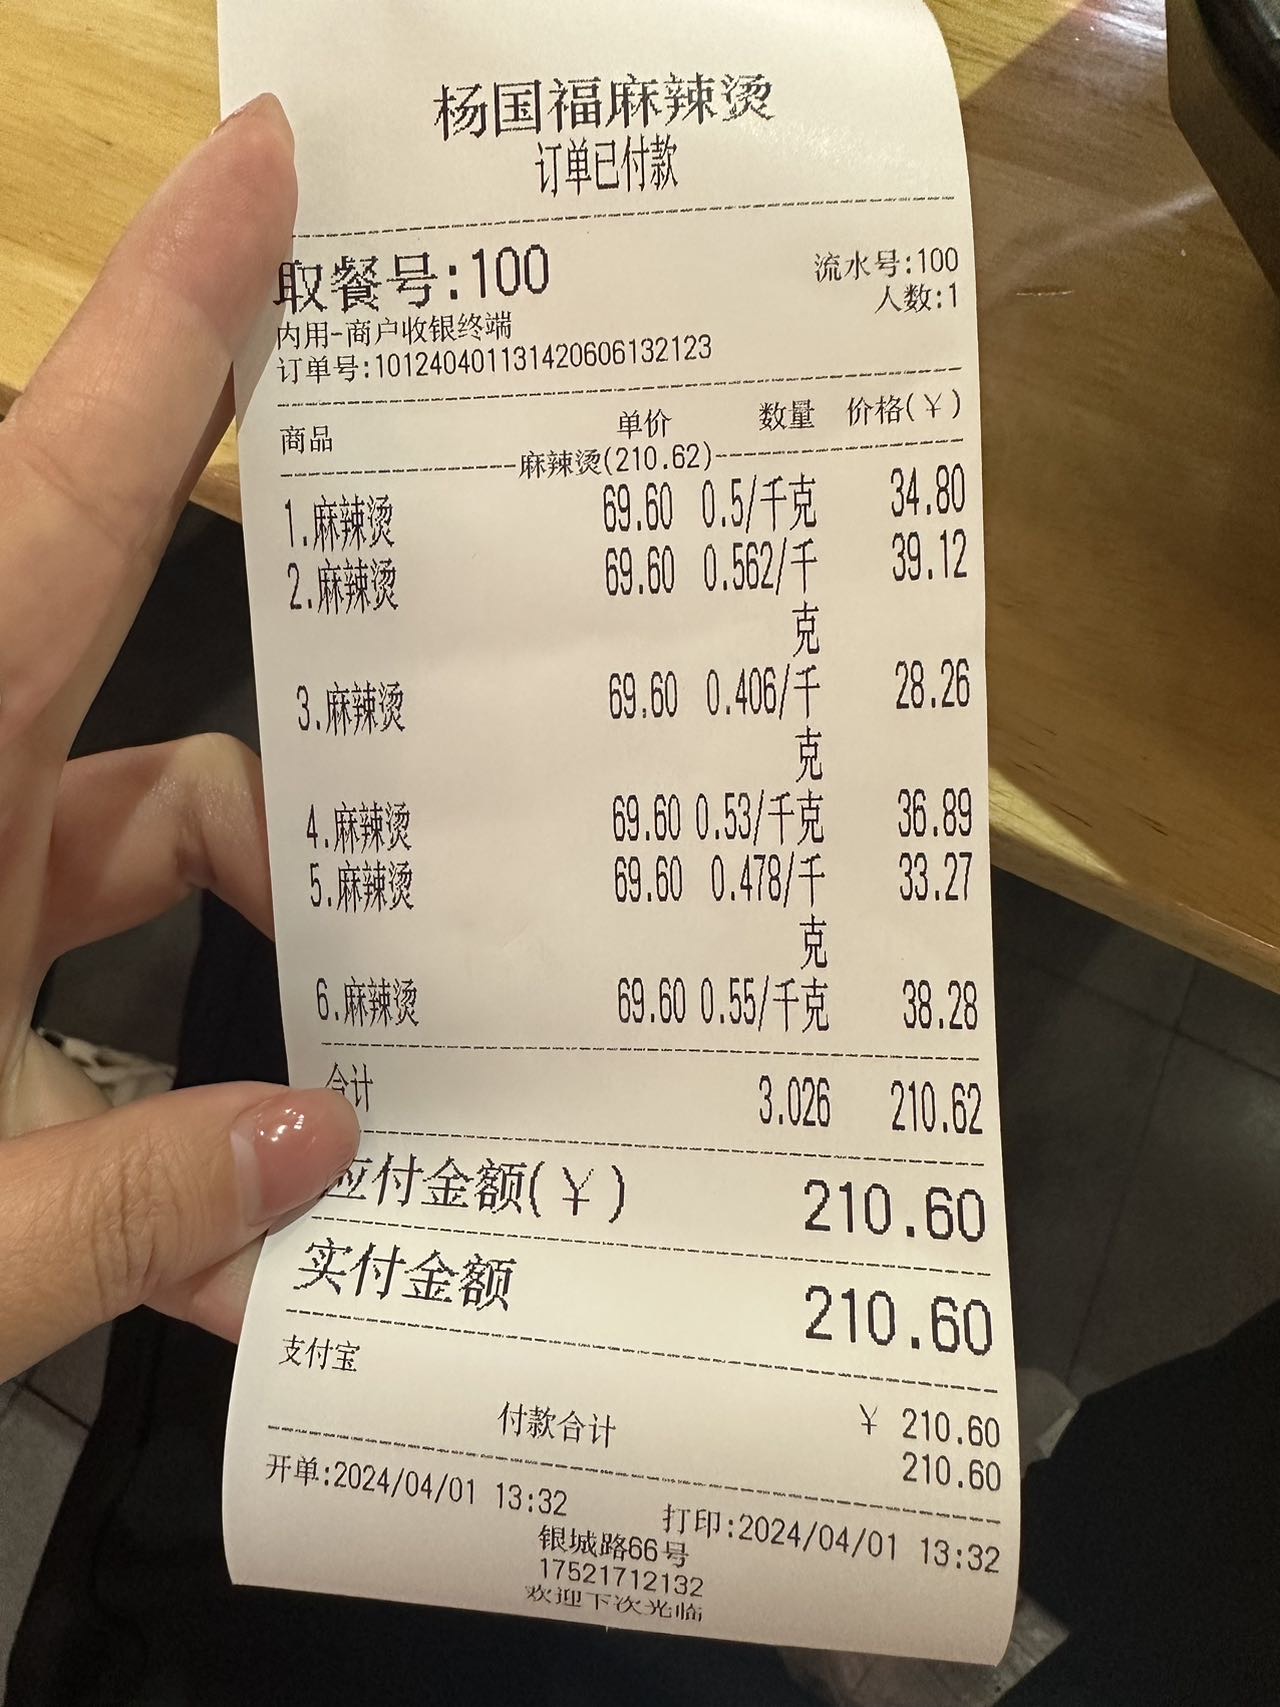 杨国福麻辣烫
订单已付款
取餐号:100 流水号:100
人数:1
内用-商户收银终端
订单号:101240401131420606132123
商品 单价 数量 价格(¥)
麻辣烫(210.62)
1.麻辣烫 69.60 0.5/千克 34.80
2.麻辣烫 69.60 0.562/千 39.12
克
3.麻辣烫 69.60 0.406/千 28.26
克
4.麻辣烫 69.60 0.53/千克 36.89
5.麻辣烫 69.60 0.478/千 33.27
克
6.麻辣烫 69.60 0.55/千克 38.28
合计 3.026 210.62
应付金额(¥) 210.60
实付金额 210.60
支付宝 ¥ 210.60
付款合计 210.60
开单:2024/04/01 13:32 打印:2024/04/01 13:32
银城路66号
17521712132
欢迎下次光临